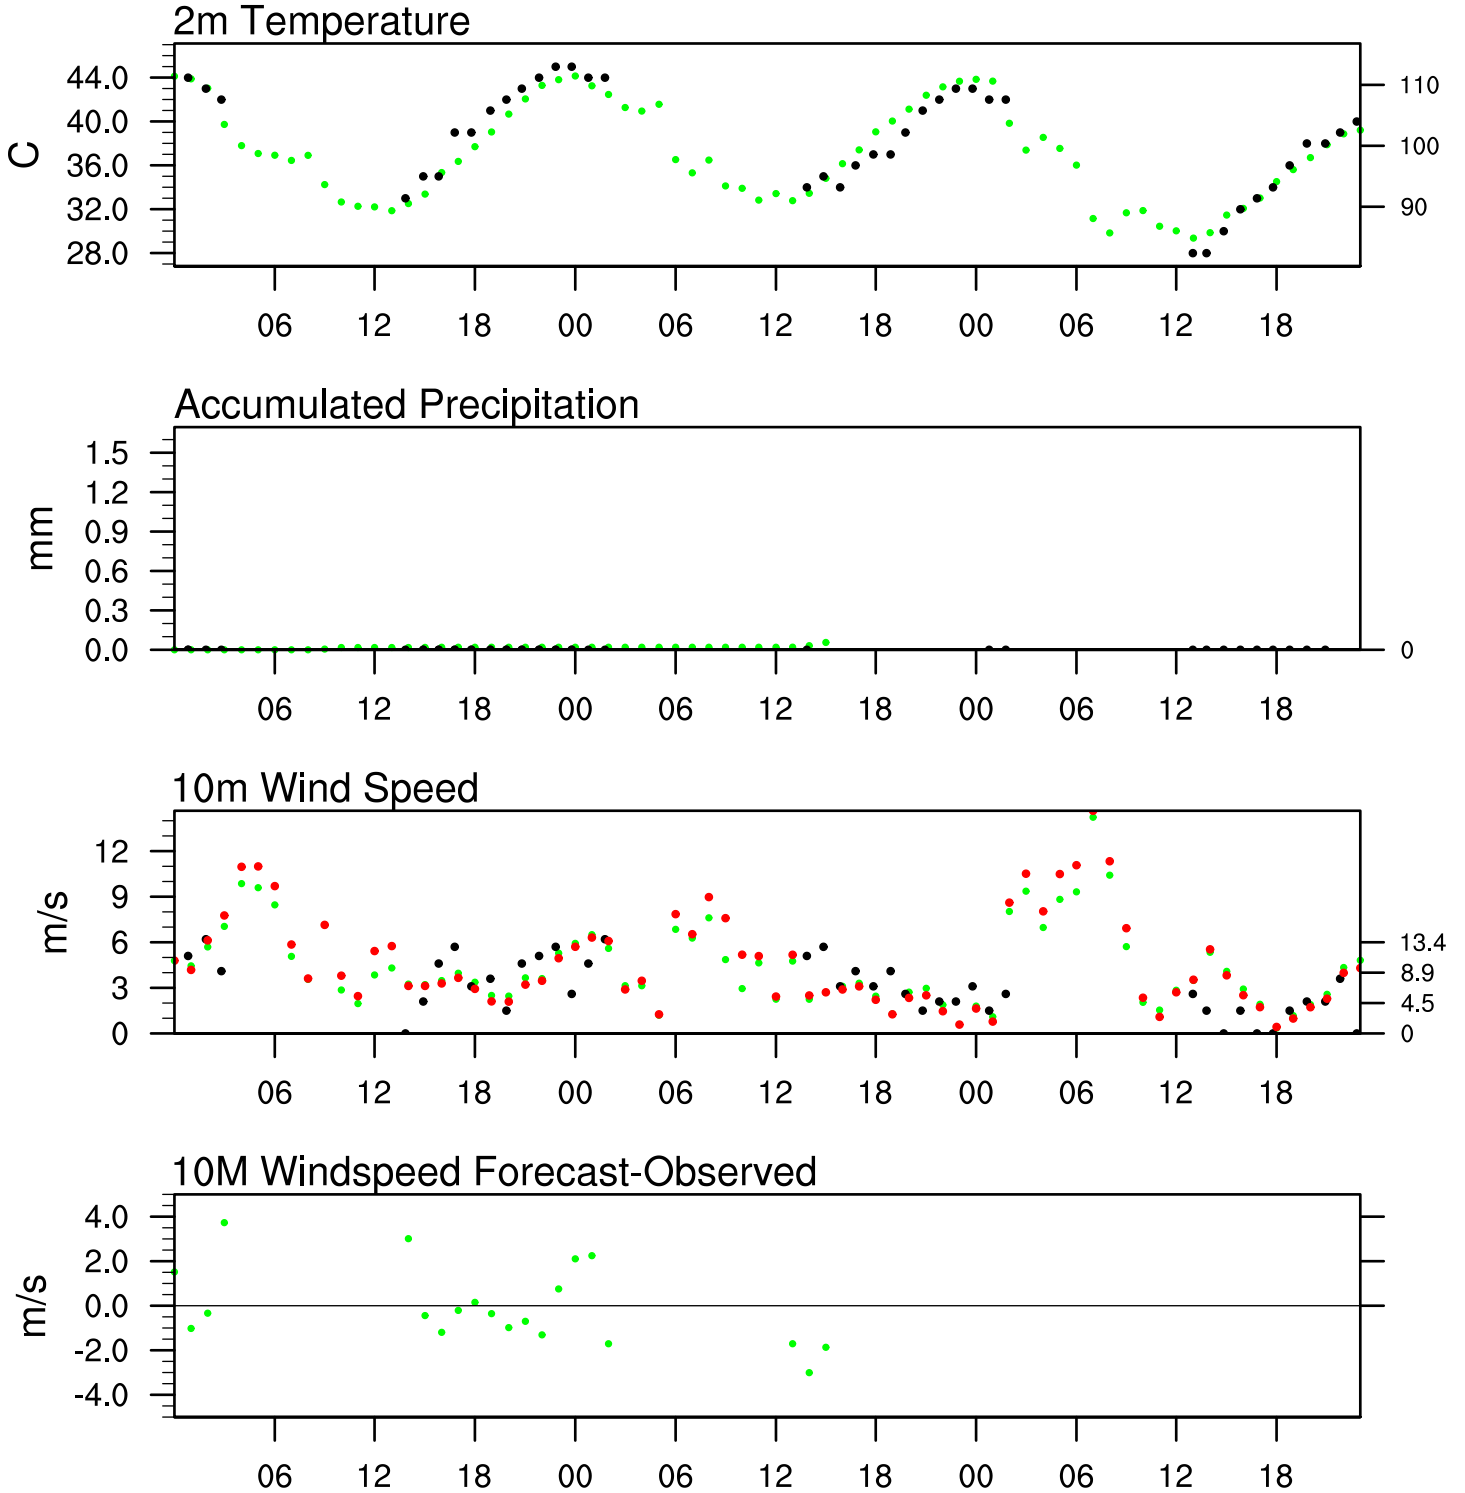 2m Temperature
44.0
40.0
36.0
32.0
28.0
C
110
100
90
06 12 18 00 06 12 18 00 06 12 18
Accumulated Precipitation
1.5
1.2
0.9
0.6
0.3
0.0
mm
0
06 12 18 00 06 12 18 00 06 12 18
10m Wind Speed
12
9
6
3
0
m/s
13.4
8.9
4.5
0
06 12 18 00 06 12 18 00 06 12 18
10M Windspeed Forecast-Observed
4.0
2.0
0.0
-2.0
-4.0
m/s
06 12 18 00 06 12 18 00 06 12 18